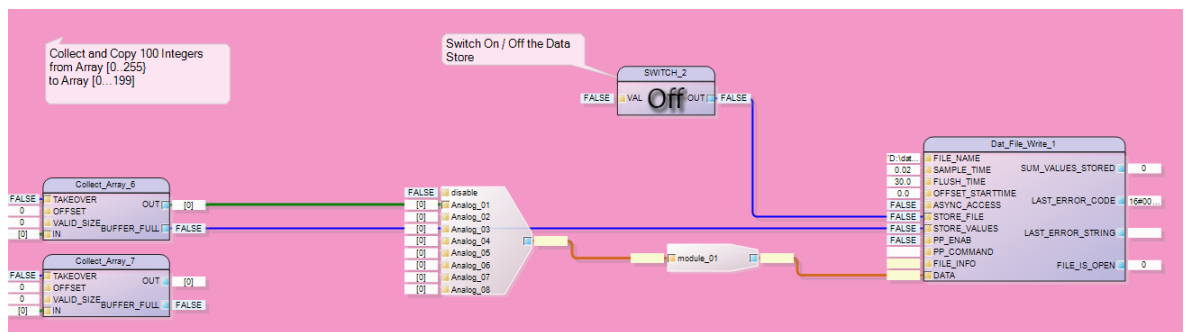 Collect and Copy 100 Integers
from Array [0..255}
to Array [0...199]
Switch On / Off the Data
Store
SWITCH_2
FALSE VAL Off OUT FALSE
Collect_Array_6
FALSE TAKEOVER OUT [0]
0 OFFSET
0 VALID_SIZE BUFFER_FULL FALSE
[0] IN
Collect_Array_7
FALSE TAKEOVER OUT [0]
0 OFFSET
0 VALID_SIZE BUFFER_FULL FALSE
[0] IN
FALSE disable
[0] Analog_01
[0] Analog_02
[0] Analog_03
[0] Analog_04
[0] Analog_05
[0] Analog_06
[0] Analog_07
[0] Analog_08
module_01
Dat_File_Write_1
'D:\dat... FILE_NAME SUM_VALUES_STORED 0
0.02 SAMPLE_TIME
30.0 FLUSH_TIME
0.0 OFFSET_STARTTIME LAST_ERROR_CODE 16#00...
FALSE ASYNC_ACCESS
FALSE STORE_FILE
FALSE STORE_VALUES LAST_ERROR_STRING
FALSE PP_ENAB
PP_COMMAND
FILE_INFO FILE_IS_OPEN 0
DATA